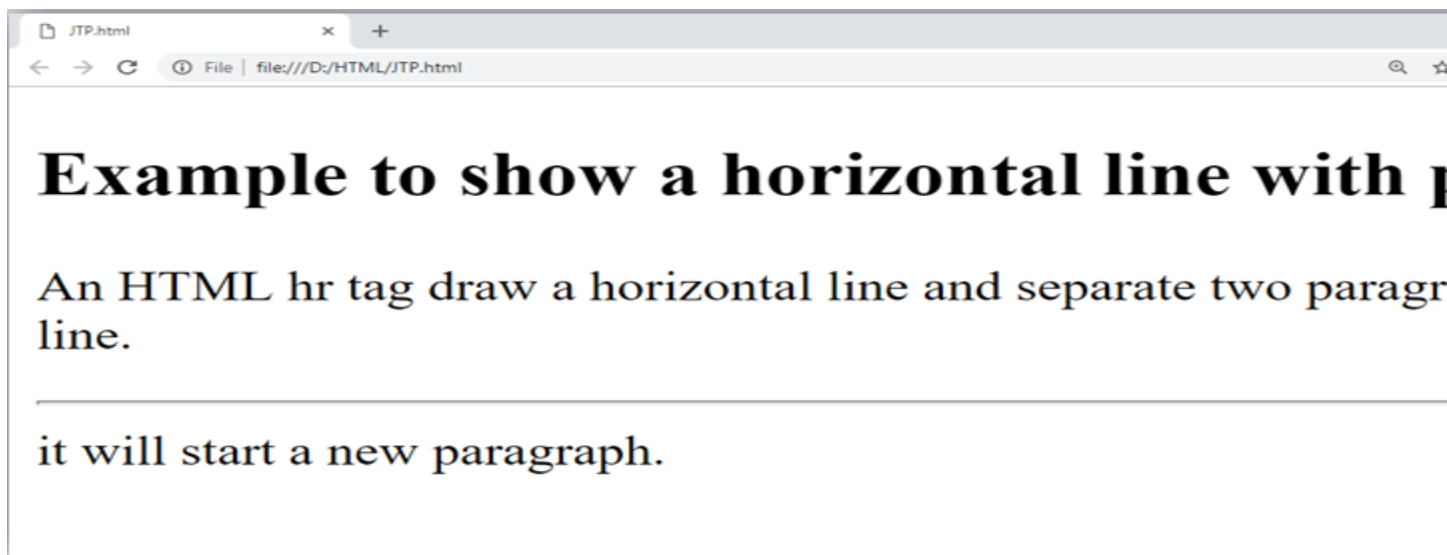 JTP.html
File | file:///D:/HTML/JTP.html
Example to show a horizontal line with
An HTML hr tag draw a horizontal line and separate two paragr
line.
it will start a new paragraph.